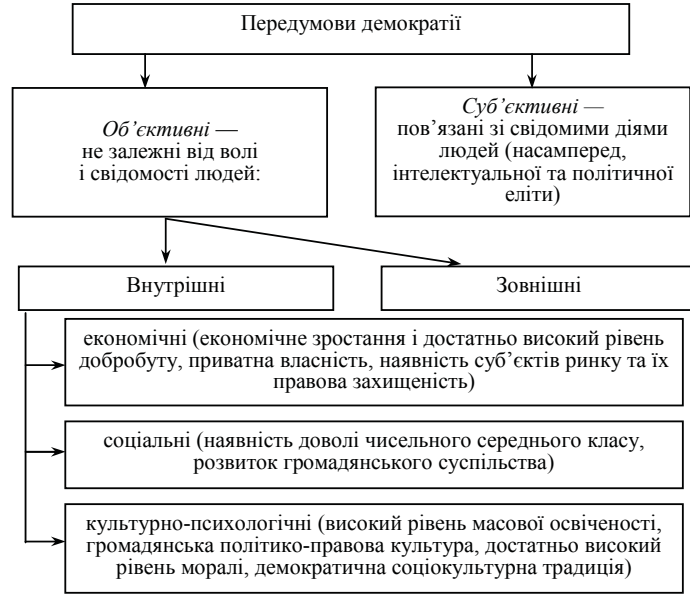 Передумови демократії
Об’єктивні —
не залежні від волі
і свідомості людей:
Суб’єктивні —
пов’язані зі свідомими діями
людей (насамперед,
інтелектуальної та політичної
еліти)
Внутрішні
Зовнішні
економічні (економічне зростання і достатньо високий рівень
добробуту, приватна власність, наявність суб’єктів ринку та їх
правова захищеність)
соціальні (наявність доволі чисельного середнього класу,
розвиток громадянського суспільства)
культурно-психологічні (високий рівень масової освіченості,
громадянська політико-правова культура, достатньо високий
рівень моралі, демократична соціокультурна традиція)